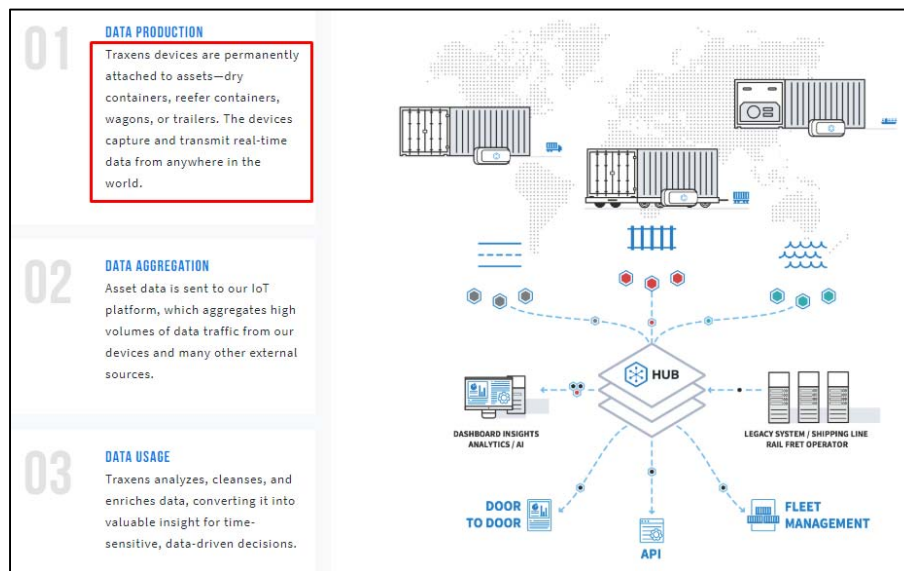 01
DATA PRODUCTION
Traxens devices are permanently
attached to assets—dry
containers, reefer containers,
wagons, or trailers. The devices
capture and transmit real-time
data from anywhere in the
world.
02
DATA AGGREGATION
Asset data is sent to our IoT
platform, which aggregates high
volumes of data traffic from our
devices and many other external
sources.
03
DATA USAGE
Traxens analyzes, cleanses, and
enriches data, converting it into
valuable insight for time-
sensitive, data-driven decisions.
HUB
DASHBOARD INSIGHTS
ANALYTICS / AI
LEGACY SYSTEM / SHIPPING LINE
RAIL FRET OPERATOR
DOOR
TO DOOR
API
FLEET
MANAGEMENT